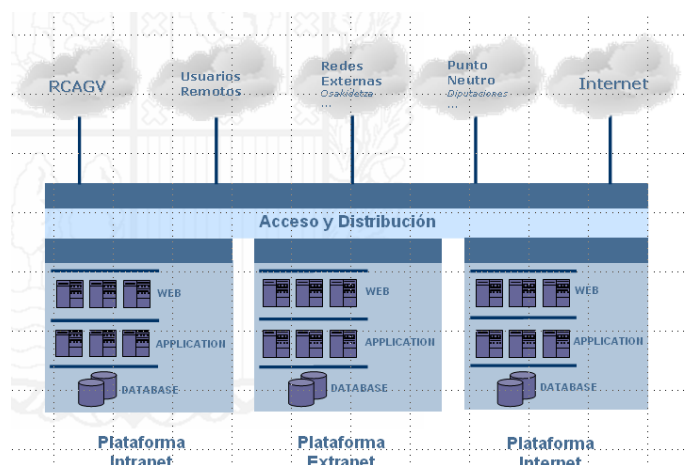 RCAGV
Usuarios
Remotos
Redes
Externas
Osakidetza
...
Punto
Neutro
Diputaciones
...
Internet
Acceso y Distribución
WEB
APPLICATION
DATABASE
WEB
APPLICATION
DATABASE
WEB
APPLICATION
DATABASE
Plataforma
Intranet
Plataforma
Extranet
Plataforma
Internet